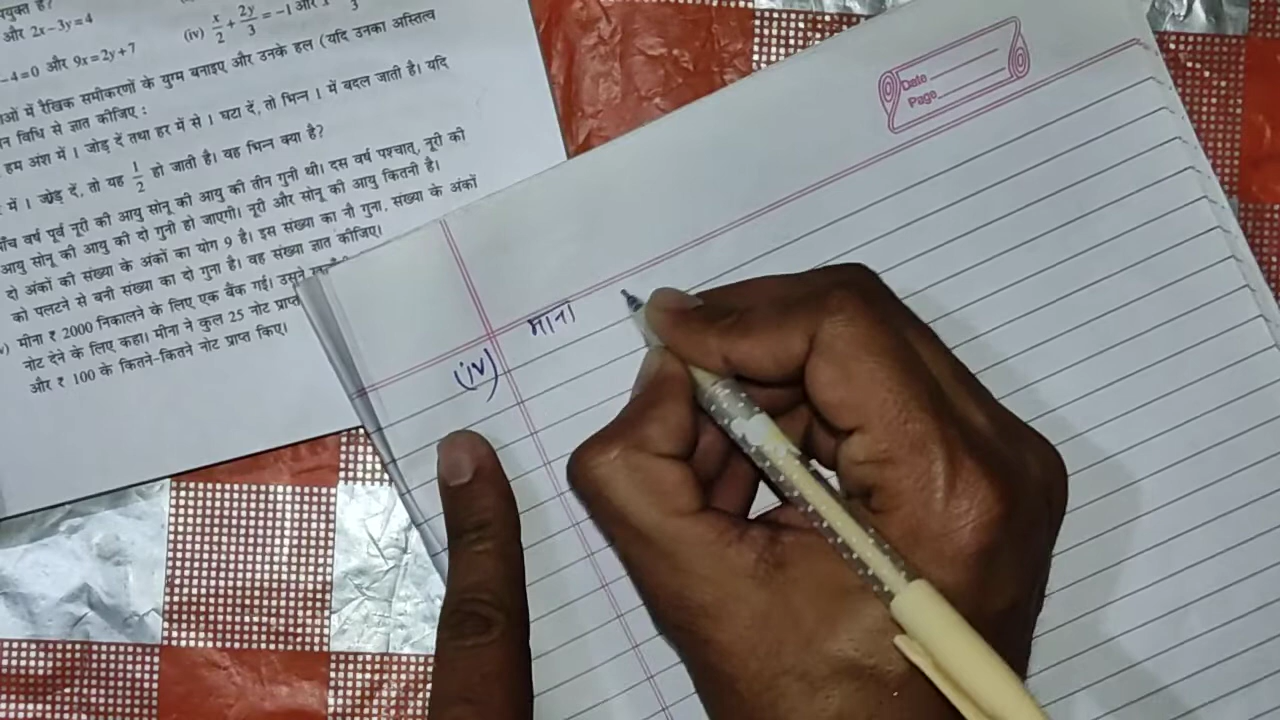 और 2x-3y=4
(iv) x/2 + 2y/3 = -1 और
-4=0 और 9x=2y+7
में रैखिक समीकरणों के युग्म बनाइए और उनके हल (यदि उनका अस्तित्व
विधि से ज्ञात कीजिए :
हम अंश में 1 जोड़ दें तथा हर में से 1 घटा दें, तो भिन्न 1 में बदल जाती है। यदि
में 1 जोड़ दें, तो यह 1/2 हो जाती है। वह भिन्न क्या है?
वर्ष पूर्व नूरी की आयु सोनू की आयु की तीन गुनी थी। दस वर्ष पश्चात्, नूरी की
आयु सोनू की आयु की दो गुनी हो जाएगी। नूरी और सोनू की आयु कितनी है।
दो अंकों की संख्या के अंकों का योग 9 है। इस संख्या का नौ गुना, संख्या के अंकों
को पलटने से बनी संख्या का दो गुना है। वह संख्या ज्ञात कीजिए।
मीना ₹ 2000 निकालने के लिए एक बैंक गई। उसने
नोट देने के लिए कहा। मीना ने कुल 25 नोट प्राप्त
और ₹ 100 के कितने-कितने नोट प्राप्त किए।
Date
Page
(iv) माना